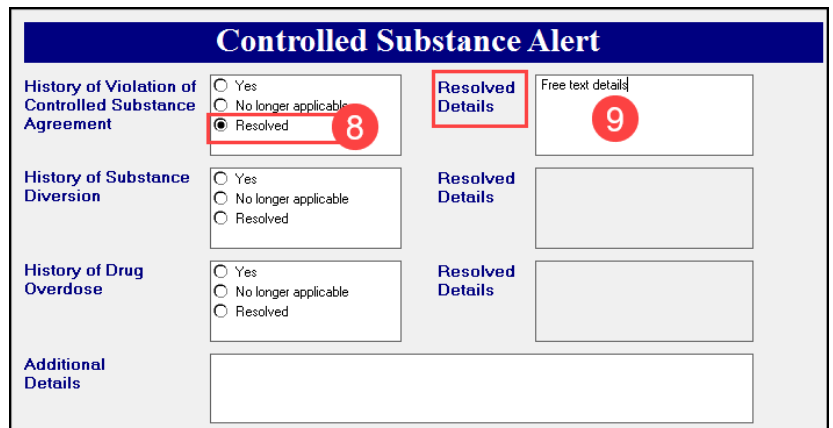 Controlled Substance Alert
History of Violation of
Controlled Substance
Agreement
Yes
No longer applicable
Resolved
8
Resolved
Details
Free text details
9
History of Substance
Diversion
Yes
No longer applicable
Resolved
Resolved
Details
History of Drug
Overdose
Yes
No longer applicable
Resolved
Resolved
Details
Additional
Details